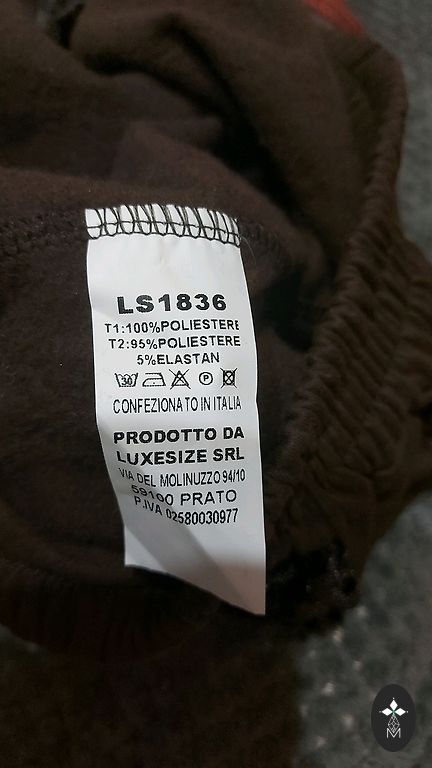 LS1836
T1:100%POLIESTERE
T2:95%POLIESTERE
5%ELASTAN
30 P
CONFEZIONATO IN ITALIA
PRODOTTO DA
LUXESIZE SRL
VIA DEL MOLINUZZO 94/10
59100 PRATO
P.IVA 02580030977
M